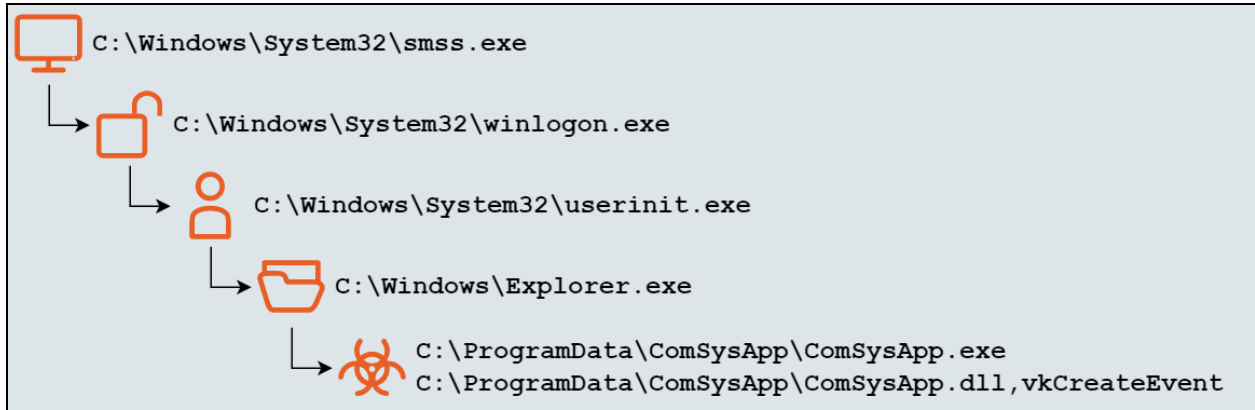 C:\Windows\System32\smss.exe
C:\Windows\System32\winlogon.exe
C:\Windows\System32\userinit.exe
C:\Windows\Explorer.exe
C:\ProgramData\ComSysApp\ComSysApp.exe
C:\ProgramData\ComSysApp\ComSysApp.dll,vkCreateEvent